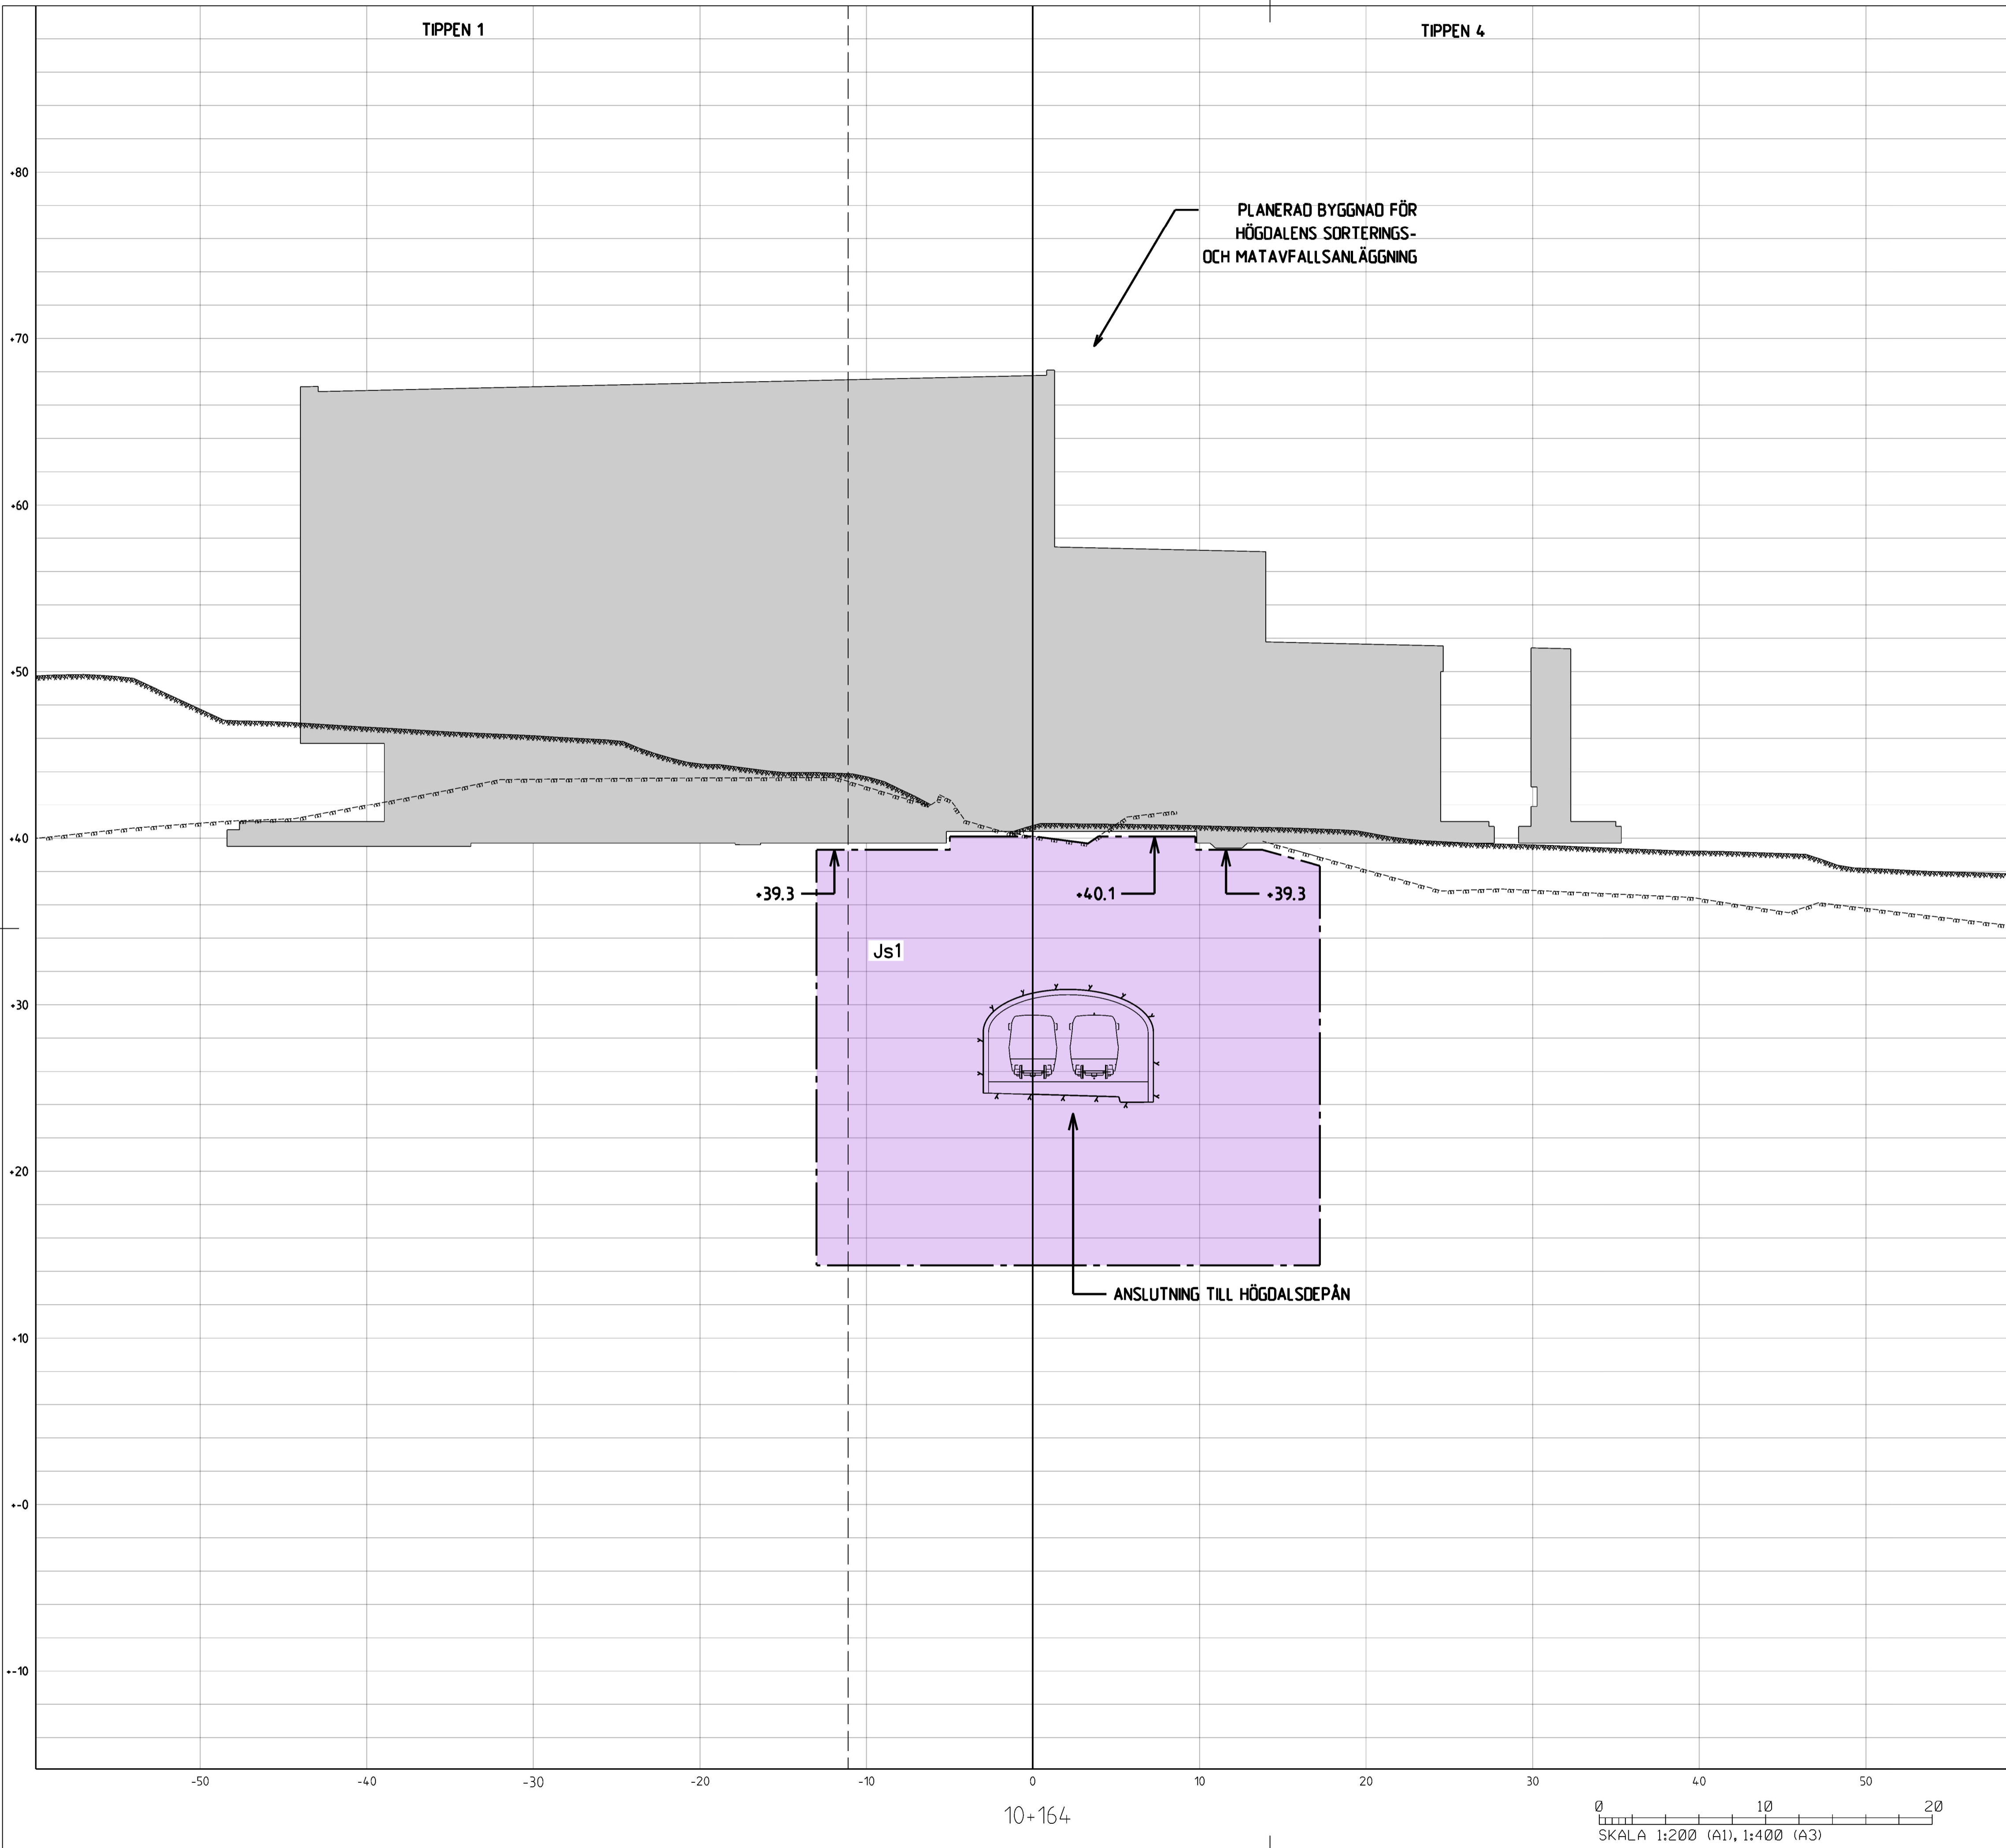 TIPPEN 1
TIPPEN 4
+80
PLANERAD BYGGNAD FÖR
HÖGDALENS SORTERINGS-
OCH MATAVFALLSANLÄGGNING
+70
+60
+50
+40
+39.3
+40.1
+39.3
Js1
+30
+20
ANSLUTNING TILL HÖGDALSDEPÅN
+10
+-0
+-10
-50
-40
-30
-20
-10
0
10
20
30
40
50
10+164
0 10 20
SKALA 1:200 (A1), 1:400 (A3)